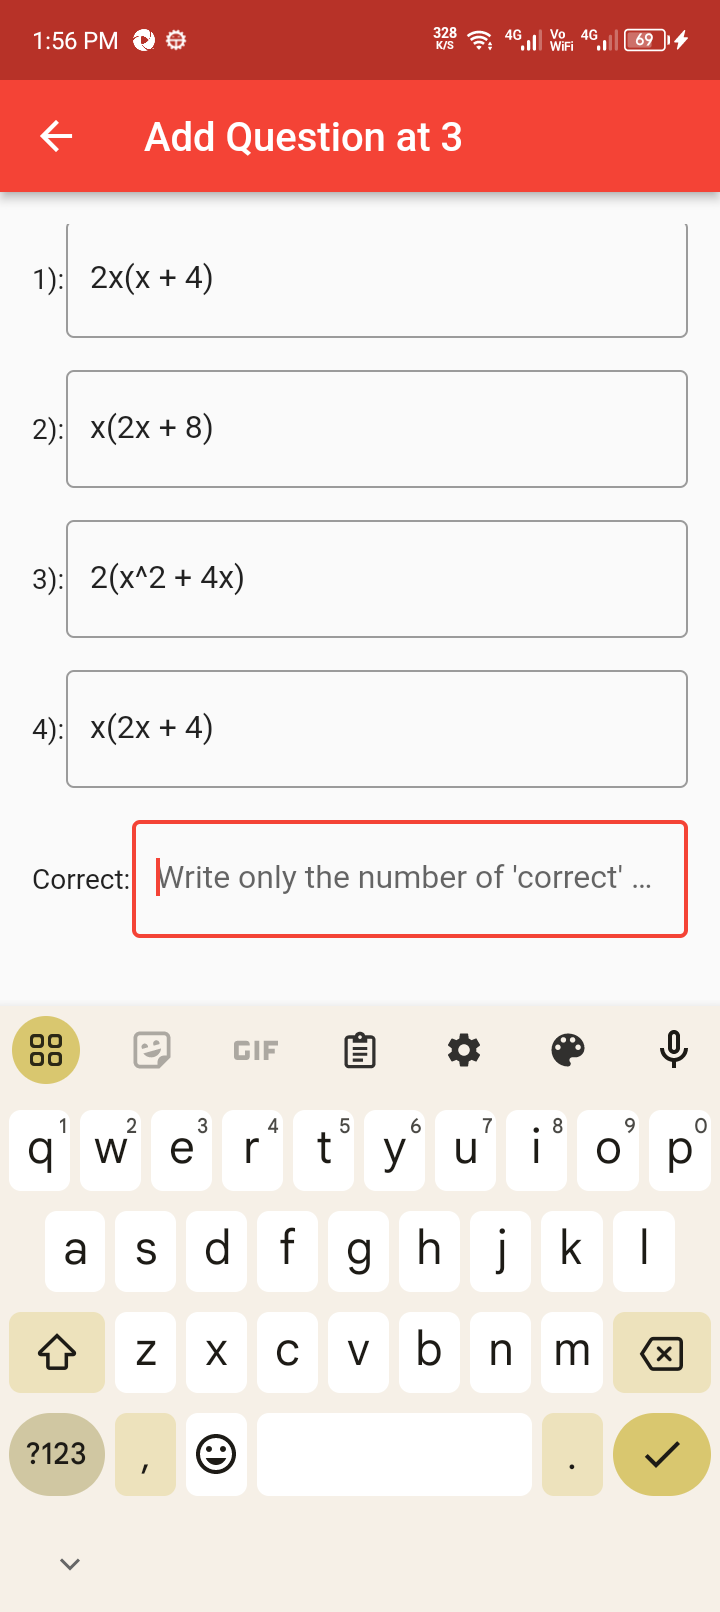 1:56 PM 328 K/S 4G Vo WiFi 4G 69
Add Question at 3
1): 2x(x + 4)
2): x(2x + 8)
3): 2(x^2 + 4x)
4): x(2x + 4)
Correct: Write only the number of 'correct' ...
GIF
q 1 w 2 e 3 r 4 t 5 y 6 u 7 i 8 o 9 p 0
a s d f g h j k l
z x c v b n m
?123 , .